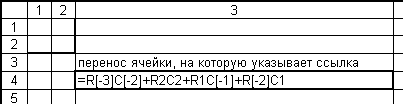 1 2 3
1
2
3 перенос ячейки, на которую указывает ссылка
4 =R[-3]C[-2]+R2C2+R1C[-1]+R[-2]C1
5